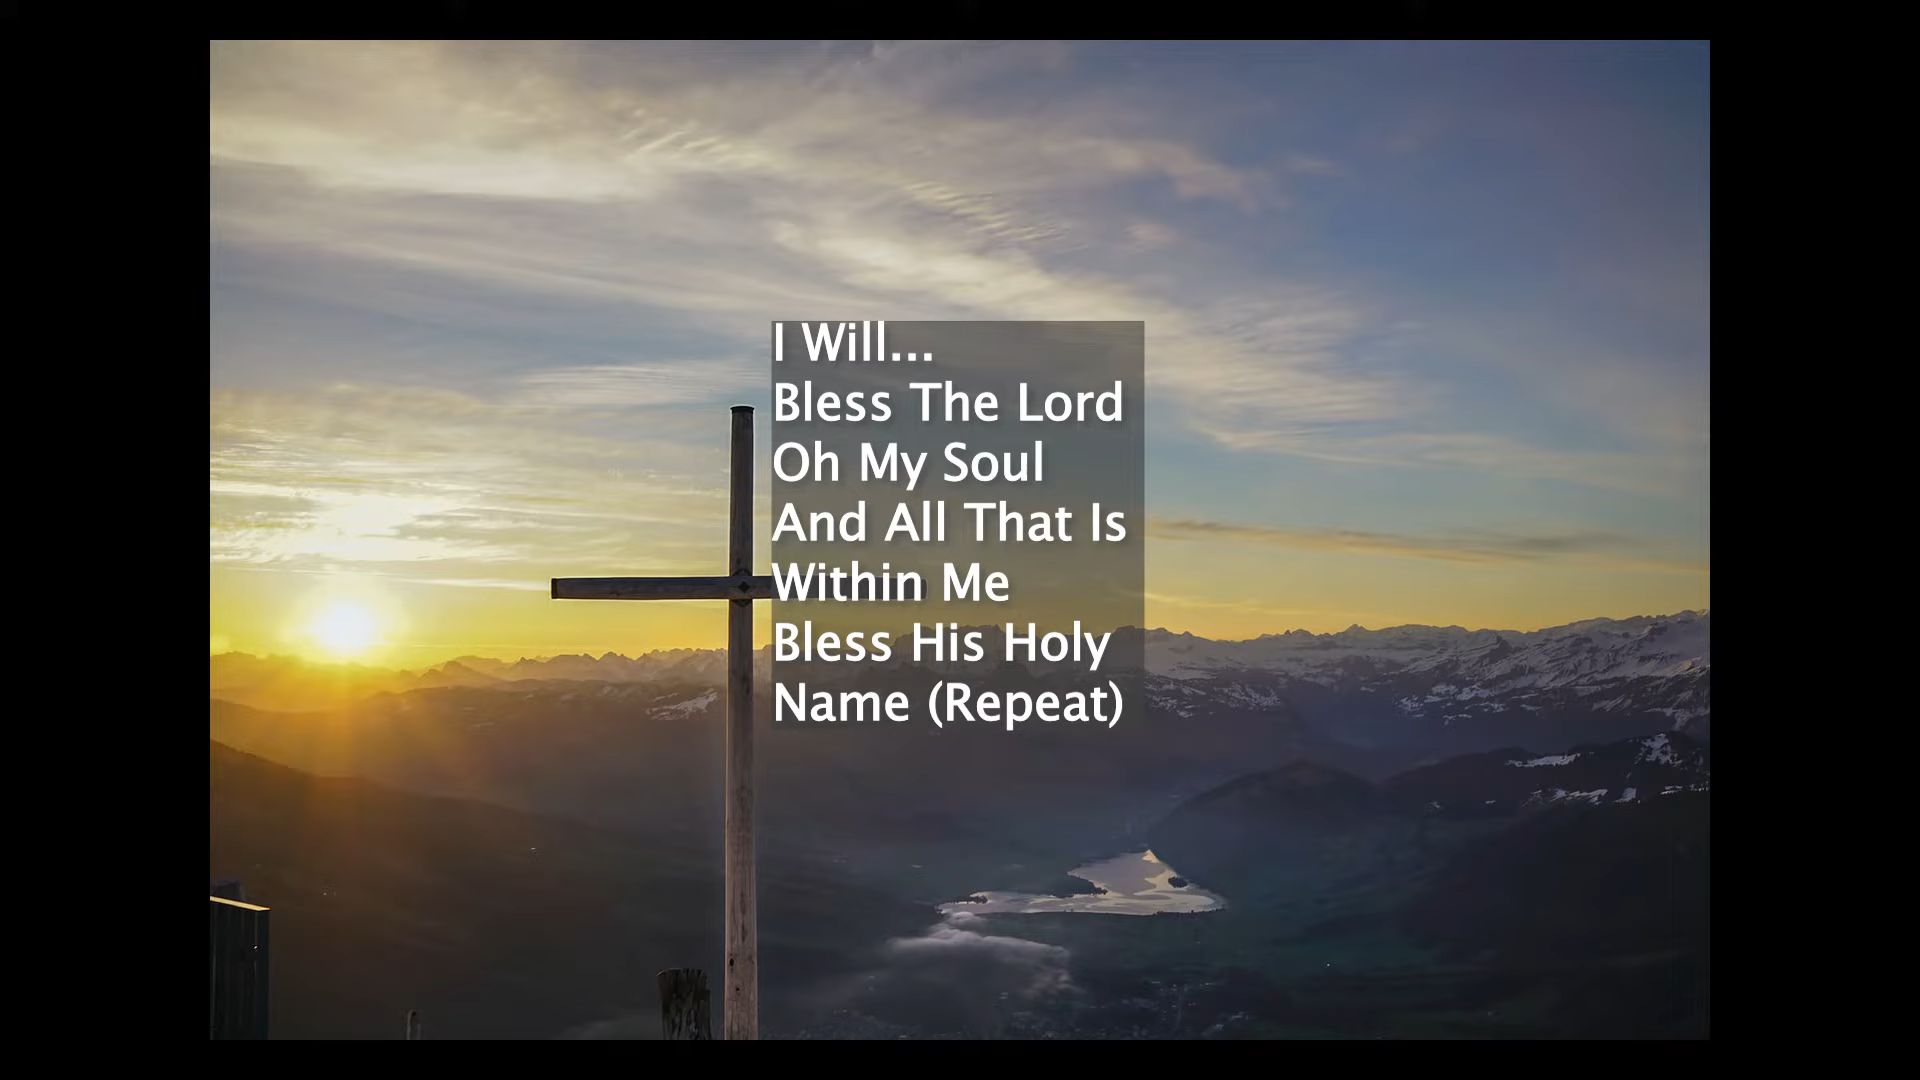 I Will...
Bless The Lord
Oh My Soul
And All That Is
Within Me
Bless His Holy
Name (Repeat)